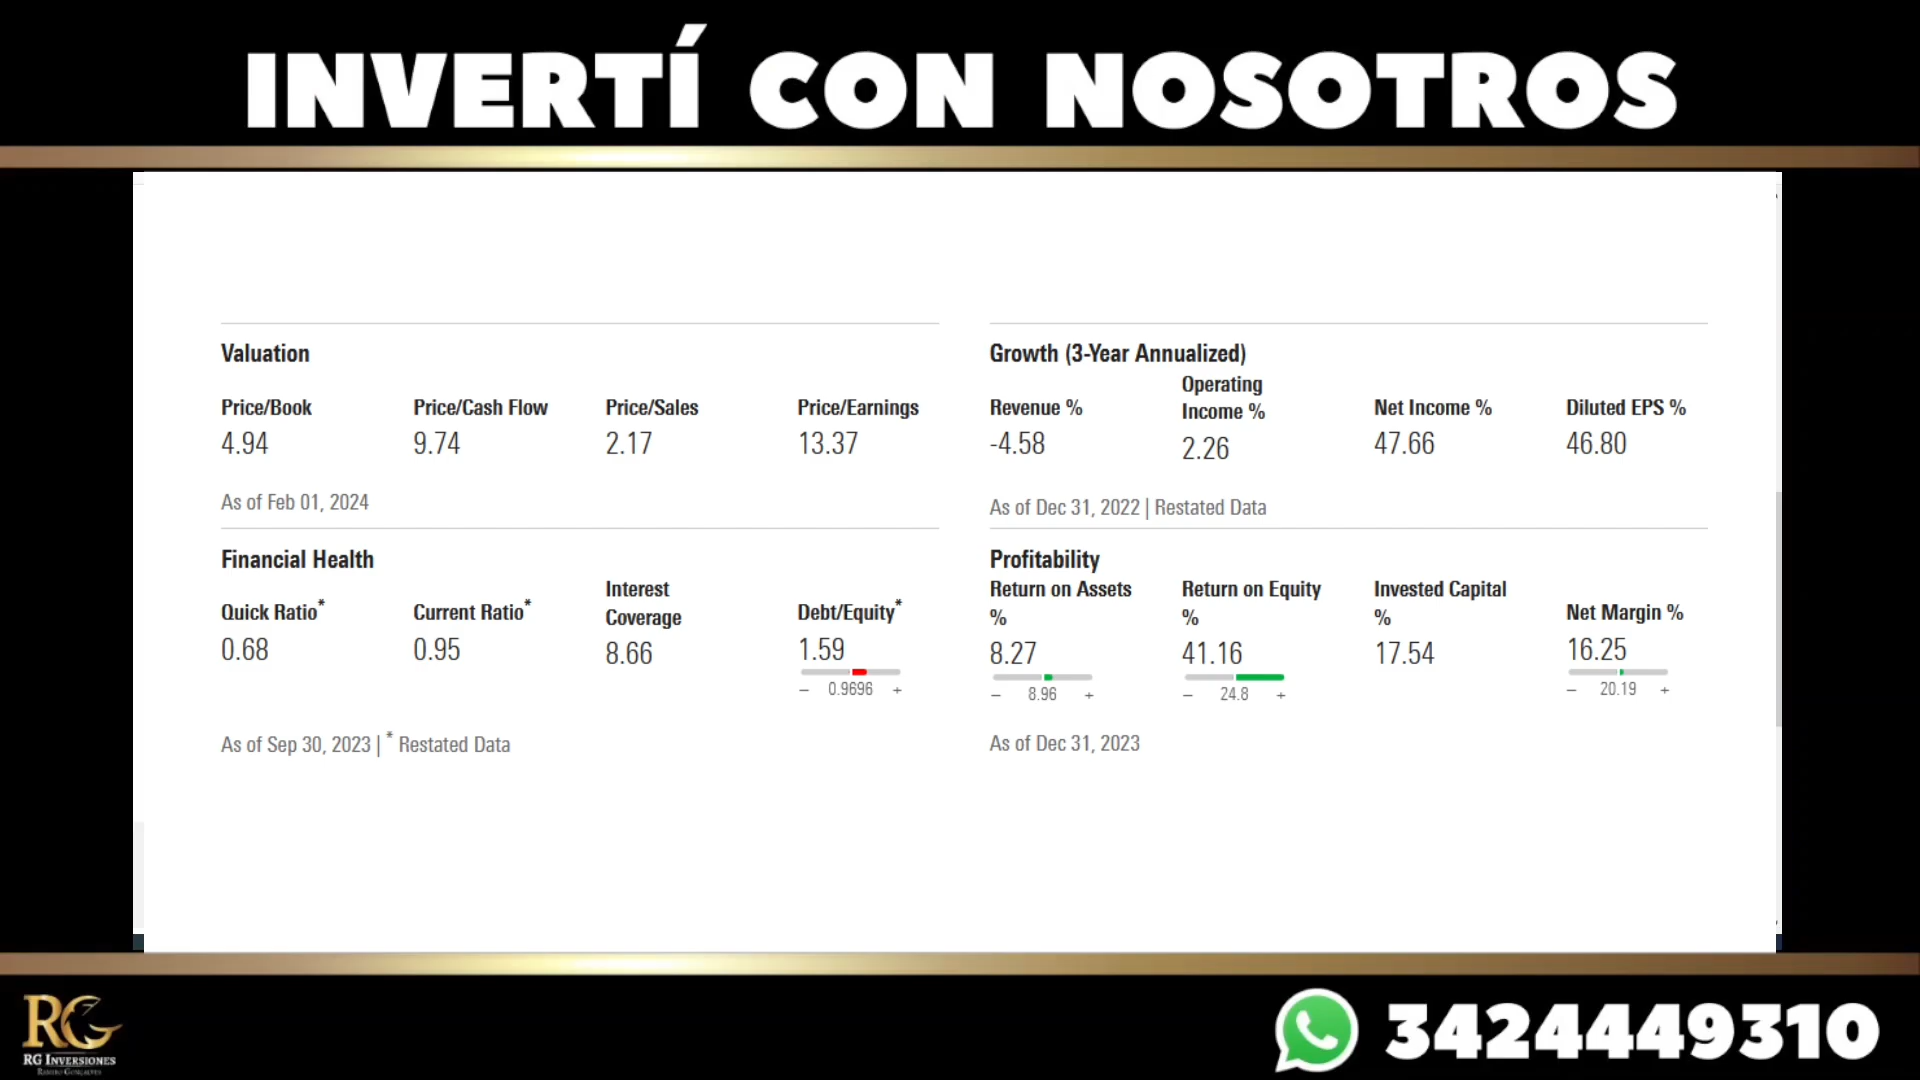 INVERTÍ CON NOSOTROS
Valuation
Price/Book Price/Cash Flow Price/Sales Price/Earnings
4.94 9.74 2.17 13.37
As of Feb 01, 2024
Growth (3-Year Annualized)
Revenue % Operating Income % Net Income % Diluted EPS %
-4.58 2.26 47.66 46.80
As of Dec 31, 2022 | Restated Data
Financial Health
Quick Ratio* Current Ratio* Interest Coverage Debt/Equity*
0.68 0.95 8.66 1.59
– 0.9696 +
As of Sep 30, 2023 | * Restated Data
Profitability
Return on Assets % Return on Equity % Invested Capital % Net Margin %
8.27 41.16 17.54 16.25
– 8.96 + – 24.8 + – 20.19 +
As of Dec 31, 2023
RG
RG INVERSIONES
3424449310